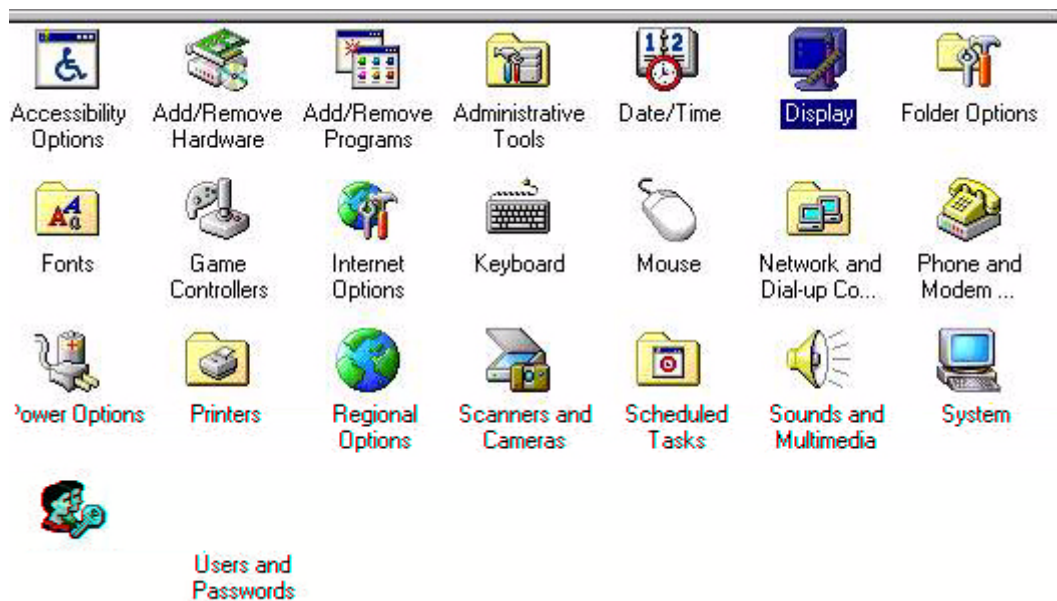 Accessibility Options
Add/Remove Hardware
Add/Remove Programs
Administrative Tools
Date/Time
Display
Folder Options
Fonts
Game Controllers
Internet Options
Keyboard
Mouse
Network and Dial-up Co...
Phone and Modem ...
Power Options
Printers
Regional Options
Scanners and Cameras
Scheduled Tasks
Sounds and Multimedia
System
Users and Passwords